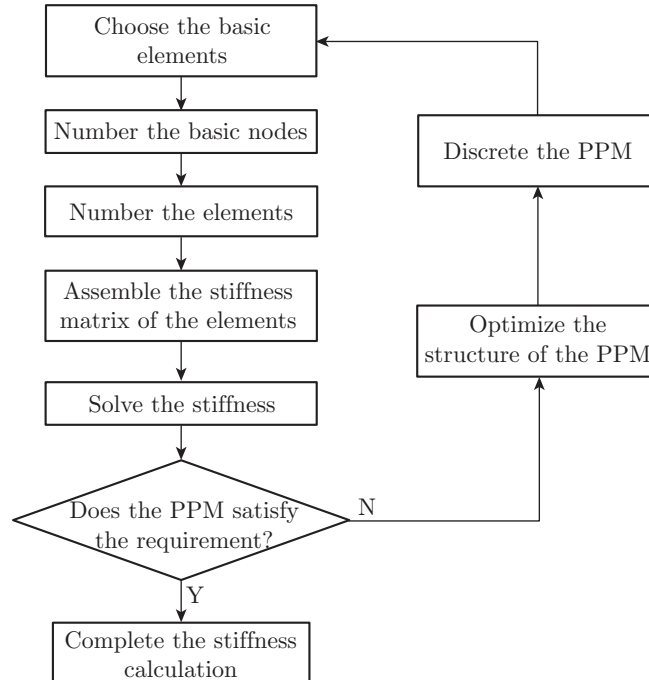 Choose the basic
elements
Number the basic nodes
Number the elements
Assemble the stiffness
matrix of the elements
Solve the stiffness
Does the PPM satisfy
the requirement?
Y
Complete the stiffness
calculation
N
Optimize the
structure of the PPM
Discrete the PPM